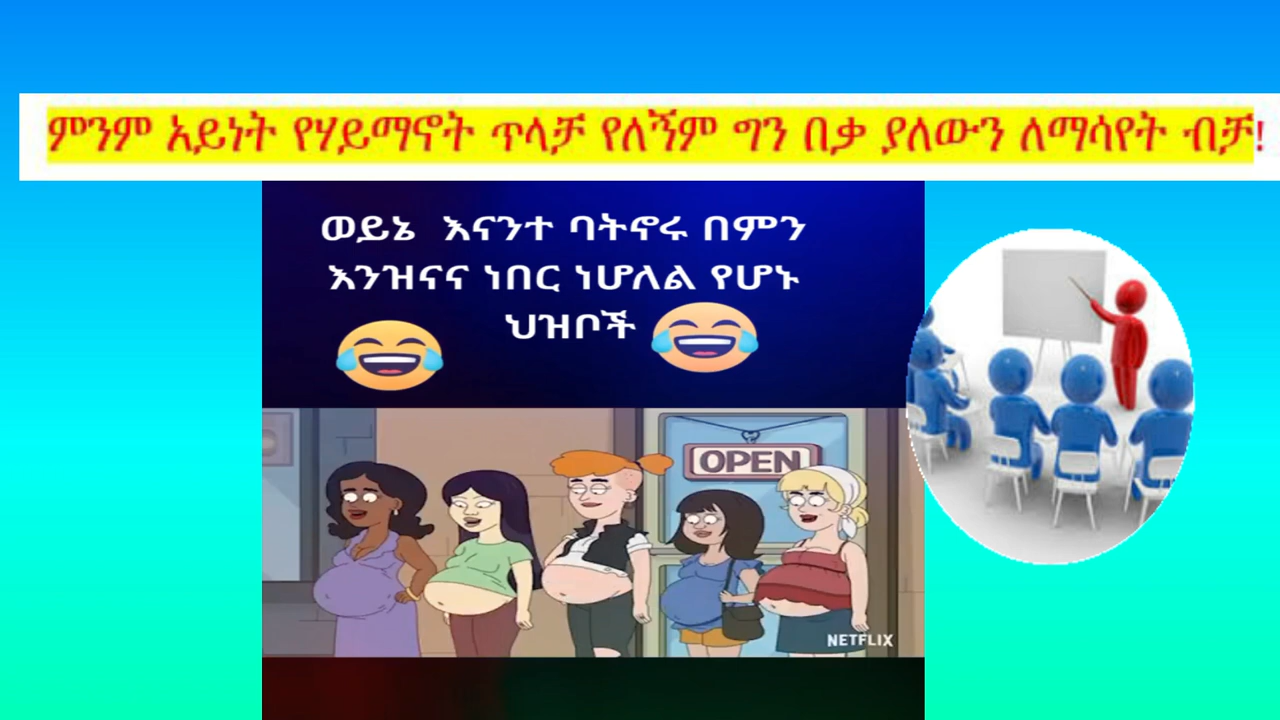 ምንም አይነት የሃይማኖት ጥላቻ የለኝም ግን በቃ ያለውን ለማሳየት ብቻ!
ወይኔ እናንተ ባትኖሩ በምን
እንዝናና ነበር ነሆለል የሆኑ
ህዝቦች
OPEN
NETFLIX